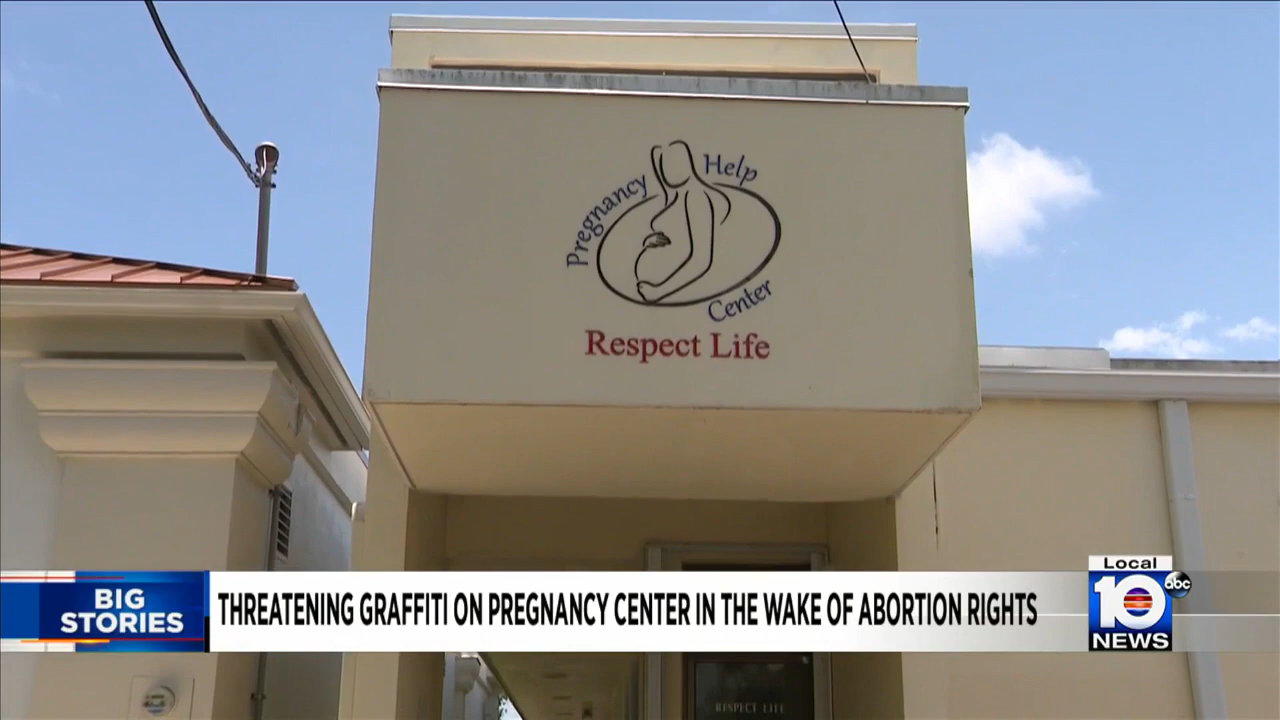 Pregnancy Help
Center
Respect Life
BIG
STORIES
THREATENING GRAFFITI ON PREGNANCY CENTER IN THE WAKE OF ABORTION RIGHTS
Local
10
abc
NEWS
RESPECT LIFE